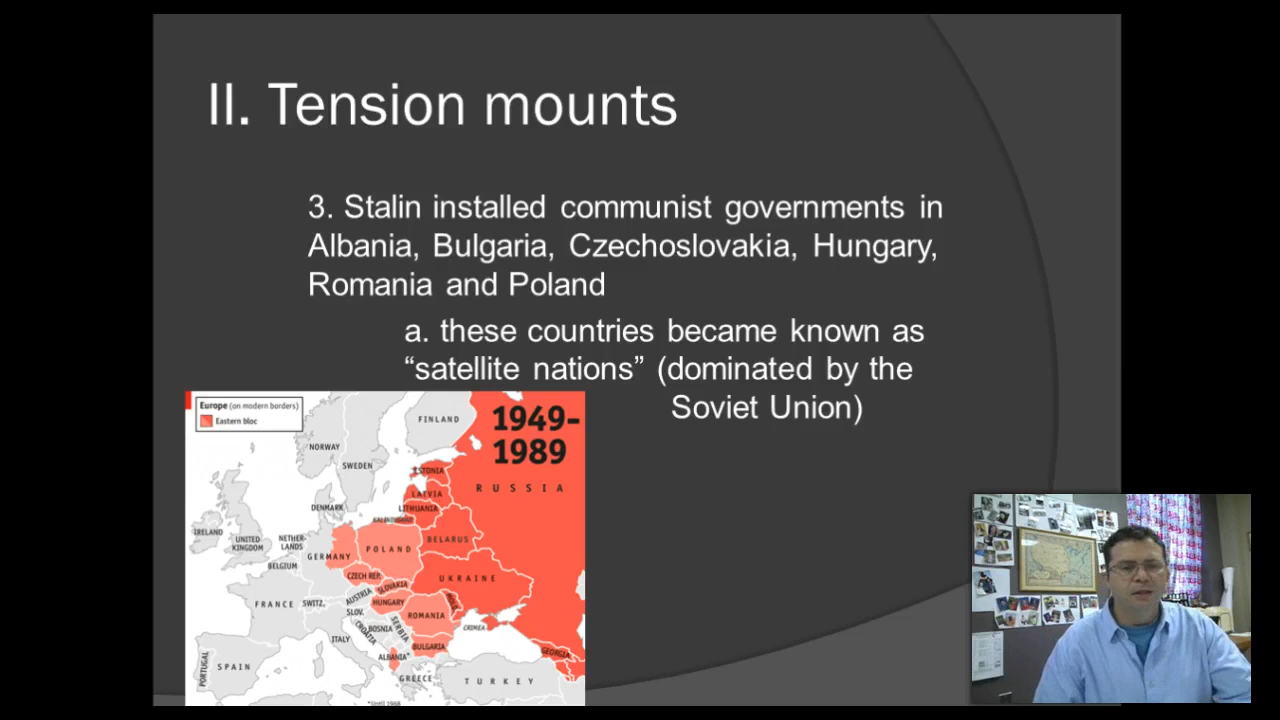 II. Tension mounts
3. Stalin installed communist governments in
Albania, Bulgaria, Czechoslovakia, Hungary,
Romania and Poland
a. these countries became known as
“satellite nations” (dominated by the
Soviet Union)
Europe (on modern borders)
Eastern bloc
1949-
1989
FINLAND
NORWAY
SWEDEN
ESTONIA
RUSSIA
LATVIA
DENMARK
LITHUANIA
KALININGRAD
IRELAND
UNITED
KINGDOM
NETHER-
LANDS
BELARUS
POLAND
GERMANY
BELGIUM
CZECH REP.
UKRAINE
SLOVAKIA
FRANCE
SWITZ.
AUSTRIA
HUNGARY
SLOV.
ROMANIA
CROATIA
BOSNIA
SERBIA
CRIMEA
ITALY
BULGARIA
GEORGIA
ALBANIA*
PORTUGAL
SPAIN
GREECE
TURKEY
*Until 1968